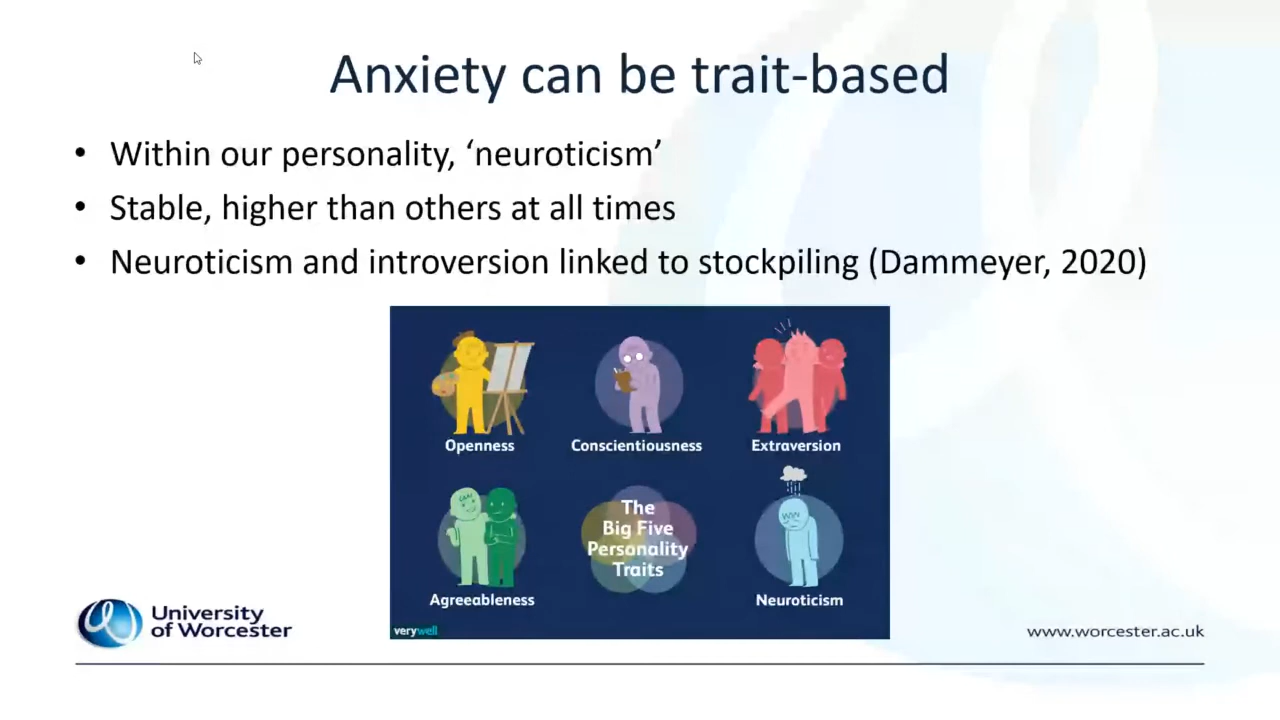 Anxiety can be trait-based
• Within our personality, ‘neuroticism’
• Stable, higher than others at all times
• Neuroticism and introversion linked to stockpiling (Dammeyer, 2020)
Openness
Conscientiousness
Extraversion
Agreeableness
The
Big Five
Personality
Traits
Neuroticism
verywell
University
of Worcester
www.worcester.ac.uk